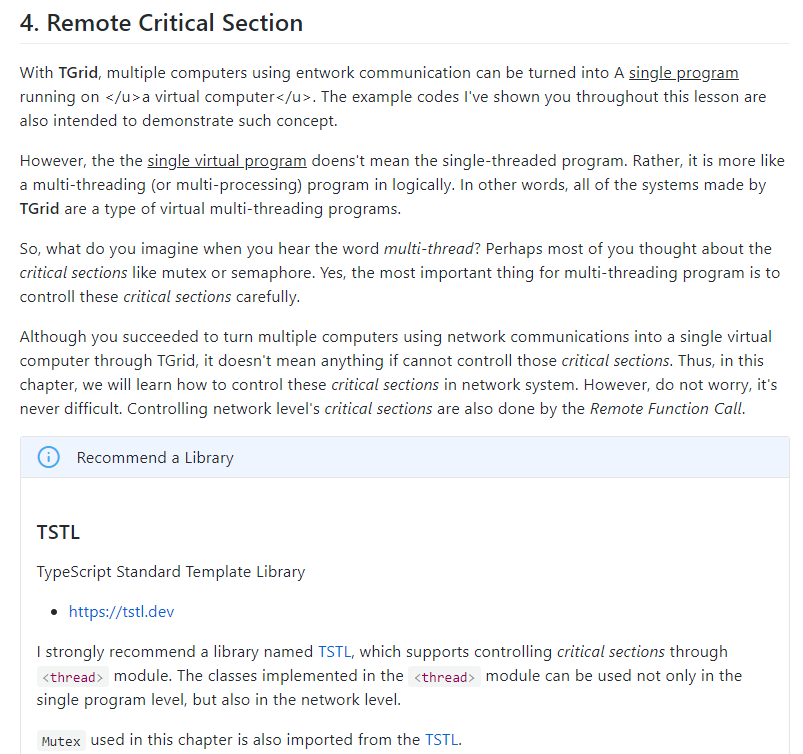 4. Remote Critical Section
With TGrid, multiple computers using entwork communication can be turned into A single program
running on </u>a virtual computer</u>. The example codes I've shown you throughout this lesson are
also intended to demonstrate such concept.
However, the the single virtual program doens't mean the single-threaded program. Rather, it is more like
a multi-threading (or multi-processing) program in logically. In other words, all of the systems made by
TGrid are a type of virtual multi-threading programs.
So, what do you imagine when you hear the word multi-thread? Perhaps most of you thought about the
critical sections like mutex or semaphore. Yes, the most important thing for multi-threading program is to
controll these critical sections carefully.
Although you succeeded to turn multiple computers using network communications into a single virtual
computer through TGrid, it doesn't mean anything if cannot controll those critical sections. Thus, in this
chapter, we will learn how to control these critical sections in network system. However, do not worry, it's
never difficult. Controlling network level's critical sections are also done by the Remote Function Call.
Recommend a Library
TSTL
TypeScript Standard Template Library
• https://tstl.dev
I strongly recommend a library named TSTL, which supports controlling critical sections through
<thread> module. The classes implemented in the <thread> module can be used not only in the
single program level, but also in the network level.
Mutex used in this chapter is also imported from the TSTL.